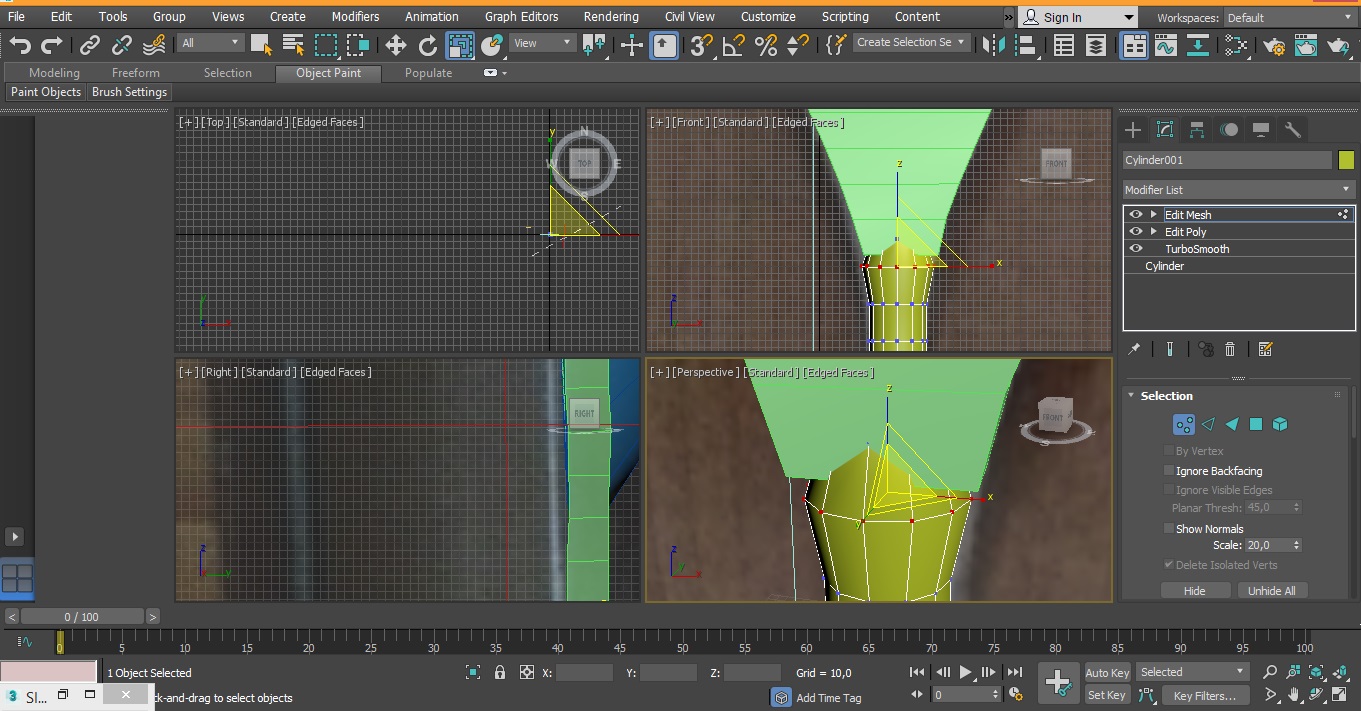 File Edit Tools Group Views Create Modifiers Animation Graph Editors Rendering Civil View Customize Scripting Content » Sign In Workspaces: Default
All View Create Selection Se
Modeling Freeform Selection Object Paint Populate
Paint Objects Brush Settings
[+] [Top] [Standard] [Edged Faces]
y
N
W TOP E
S
y
[+] [Front] [Standard] [Edged Faces]
z
FRONT
x
z
Cylinder001
Modifier List
Edit Mesh
Edit Poly
TurboSmooth
Cylinder
[+] [Right] [Standard] [Edged Faces]
RIGHT
z
y
[+] [Perspective] [Standard] [Edged Faces]
z
FRONT
S
x
y
z
x
Selection
By Vertex
Ignore Backfacing
Ignore Visible Edges
Planar Thresh: 45,0
Show Normals
Scale: 20,0
Delete Isolated Verts
Hide Unhide All
< 0 / 100 >
0 5 10 15 20 25 30 35 40 45 50 55 60 65 70 75 80 85 90 95 100
1 Object Selected X: Y: Z: Grid = 10,0 Auto Key Selected
3 Sl... ck-and-drag to select objects Add Time Tag 0 Set Key Key Filters...